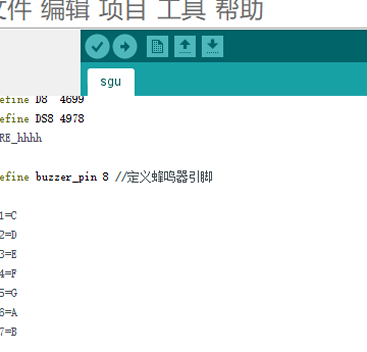 文件 编辑 项目 工具 帮助
sgu
efine D8 4699
efine DS8 4978
RE_hhhh
efine buzzer_pin 8 //定义蜂鸣器引脚
1=C
2=D
3=E
4=F
5=G
6=A
7=B